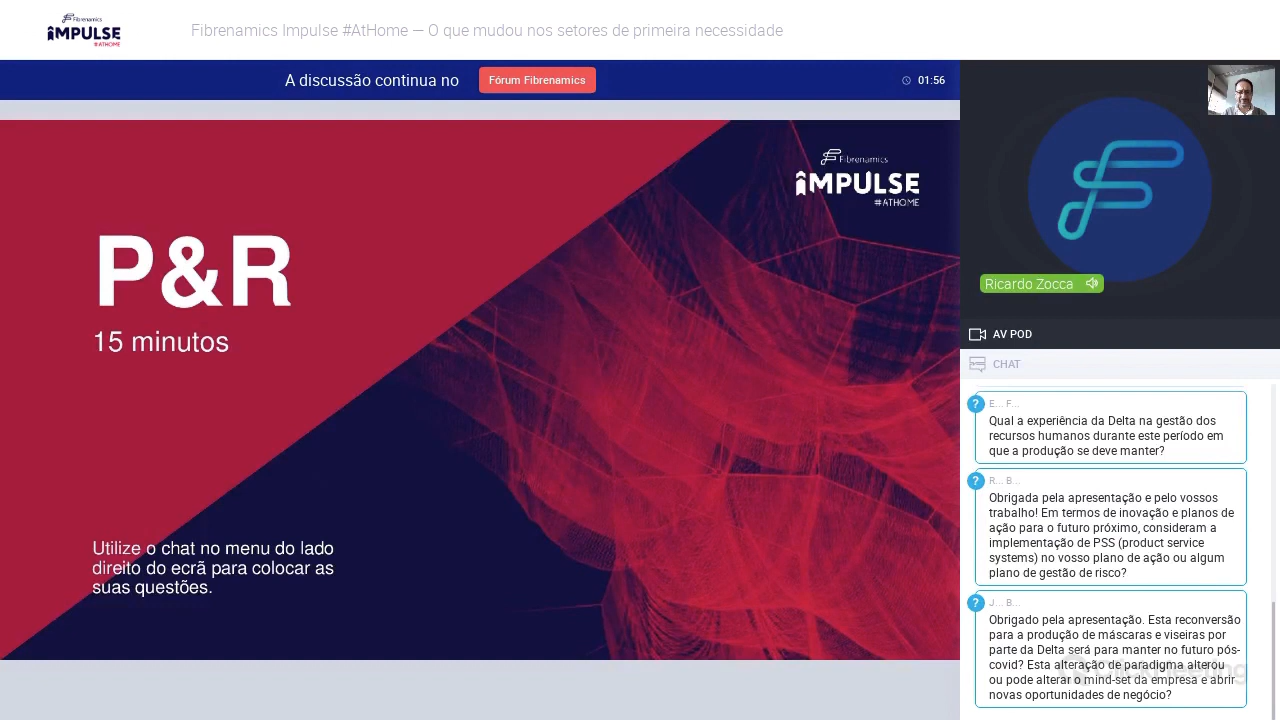 Fibrenamics
IMPULSE
#ATHOME
Fibrenamics Impulse #AtHome — O que mudou nos setores de primeira necessidade
A discussão continua no
Fórum Fibrenamics
01:56
Fibrenamics
IMPULSE
#ATHOME
P&R
15 minutos
Utilize o chat no menu do lado
direito do ecrã para colocar as
suas questões.
Ricardo Zocca
AV POD
CHAT
? E... F...
Qual a experiência da Delta na gestão dos
recursos humanos durante este período em
que a produção se deve manter?
? R... B...
Obrigada pela apresentação e pelo vossos
trabalho! Em termos de inovação e planos de
ação para o futuro próximo, consideram a
implementação de PSS (product service
systems) no vosso plano de ação ou algum
plano de gestão de risco?
? J... B...
Obrigado pela apresentação. Esta reconversão
para a produção de máscaras e viseiras por
parte da Delta será para manter no futuro pós-
covid? Esta alteração de paradigma alterou
ou pode alterar o mind-set da empresa e abrir
novas oportunidades de negócio?
ClickMeeting